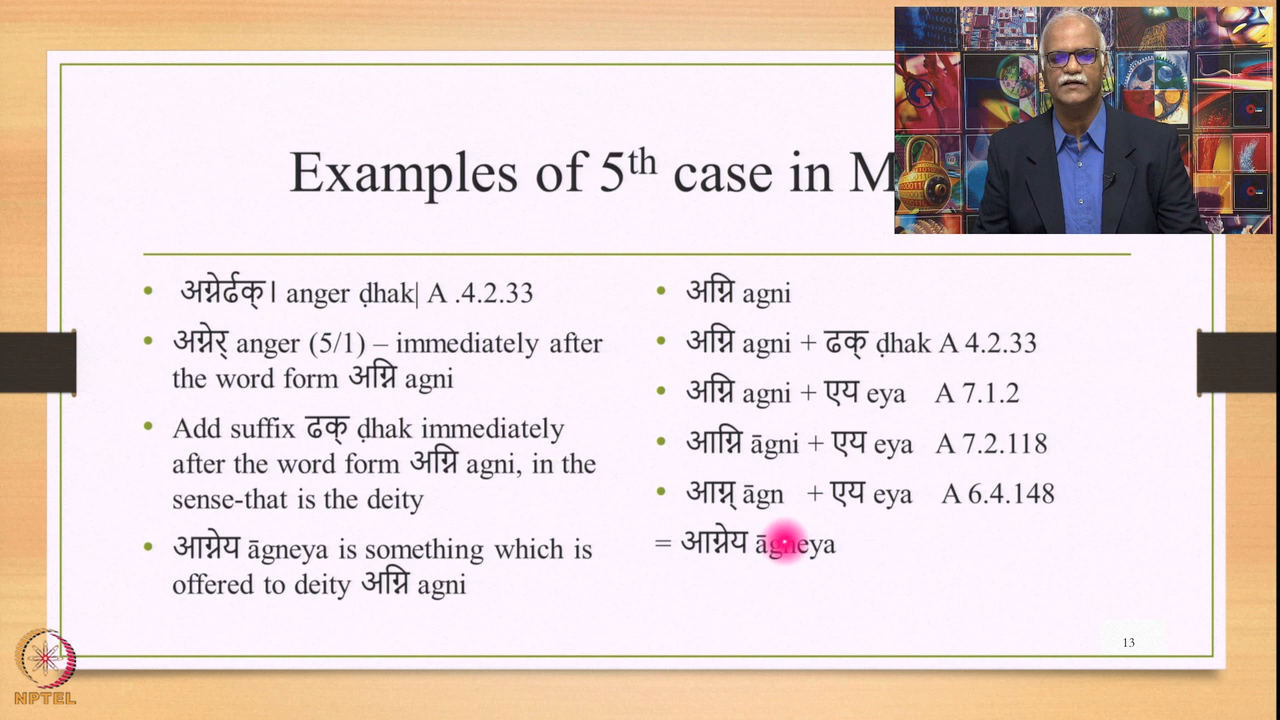 Examples of 5th case in M
अग्नेर्ढक्। anger ḍhak| A .4.2.33
अग्नेर् anger (5/1) – immediately after
the word form अग्नि agni
Add suffix ढक् ḍhak immediately
after the word form अग्नि agni, in the
sense-that is the deity
आग्नेय āgneya is something which is
offered to deity अग्नि agni
अग्नि agni
अग्नि agni + ढक् ḍhak A 4.2.33
अग्नि agni + एय eya A 7.1.2
आग्नि āgni + एय eya A 7.2.118
आग्न् āgn + एय eya A 6.4.148
= आग्नेय āgneya
13
NPTEL